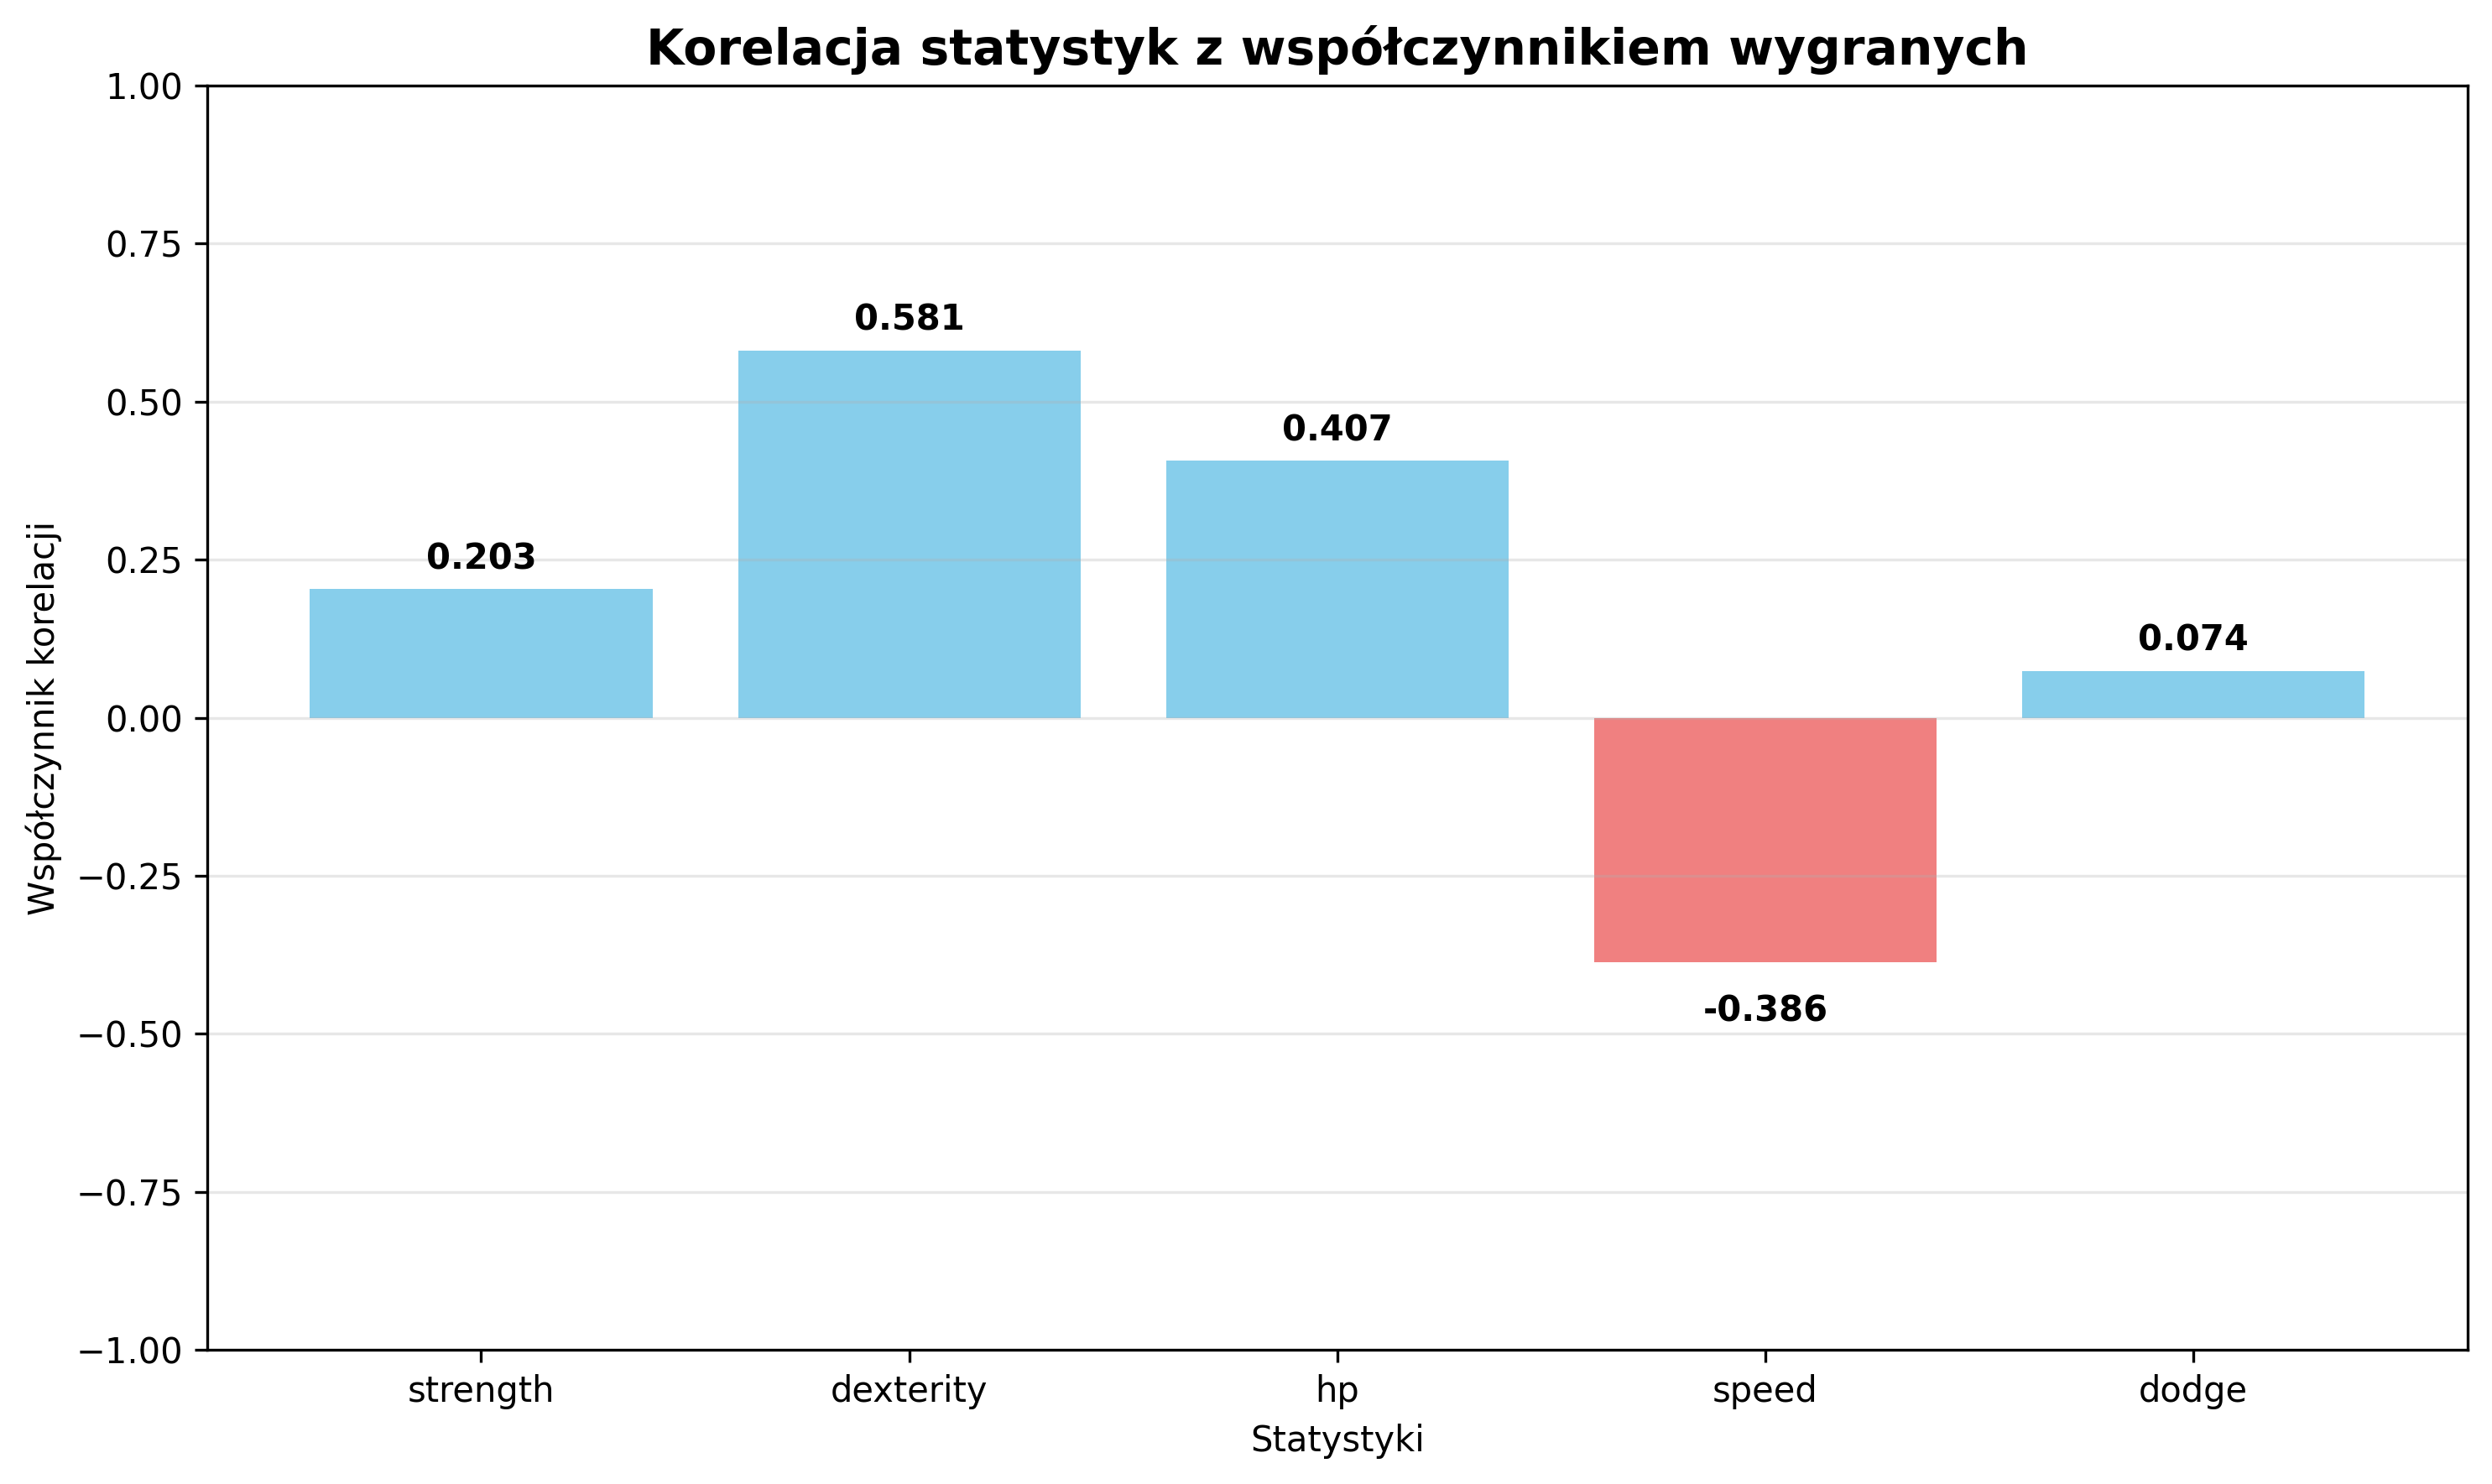 Korelacja statystyk z współczynnikiem wygranych
1.00
0.75
0.50
0.25
0.00
−0.25
−0.50
−0.75
−1.00
Współczynnik korelacji
0.203
0.581
0.407
-0.386
0.074
strength
dexterity
hp
speed
dodge
Statystyki